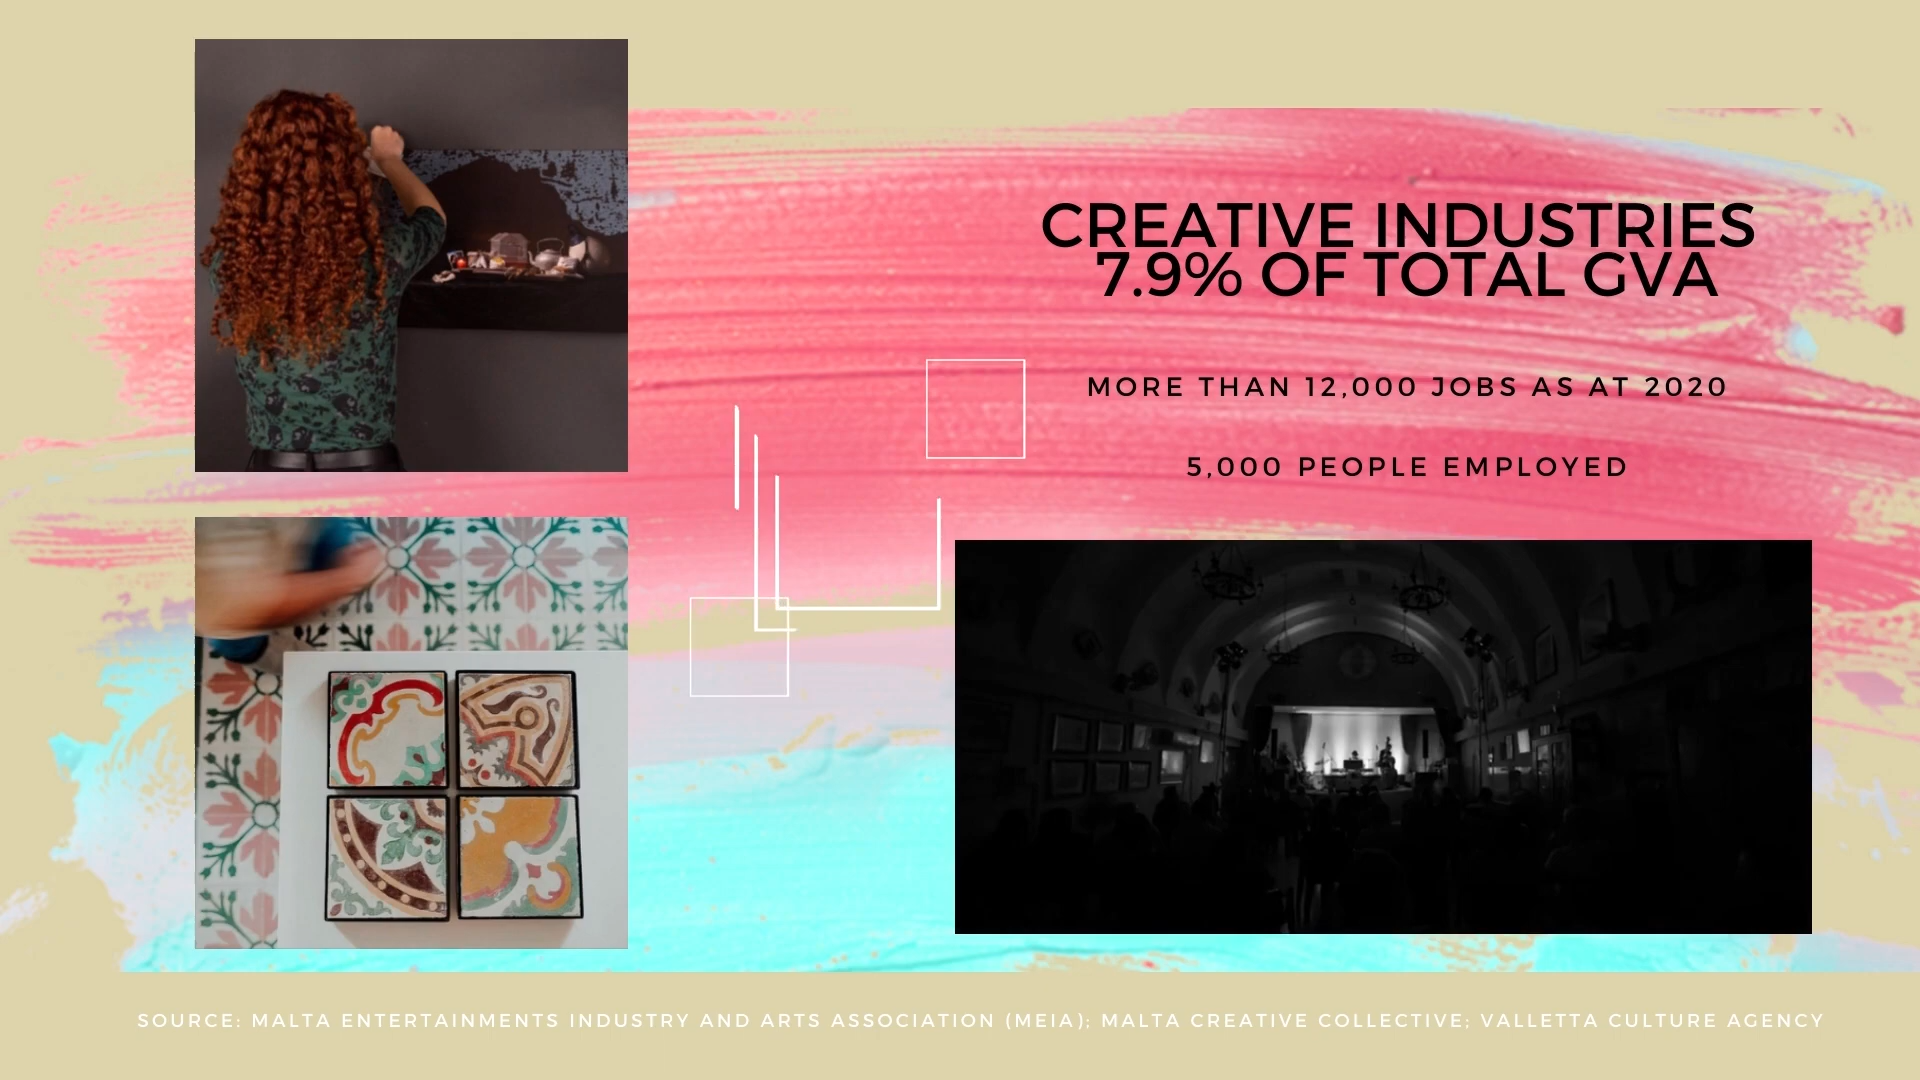 CREATIVE INDUSTRIES
7.9% OF TOTAL GVA
MORE THAN 12,000 JOBS AS AT 2020
5,000 PEOPLE EMPLOYED
SOURCE: MALTA ENTERTAINMENTS INDUSTRY AND ARTS ASSOCIATION (MEIA); MALTA CREATIVE COLLECTIVE; VALLETTA CULTURE AGENCY